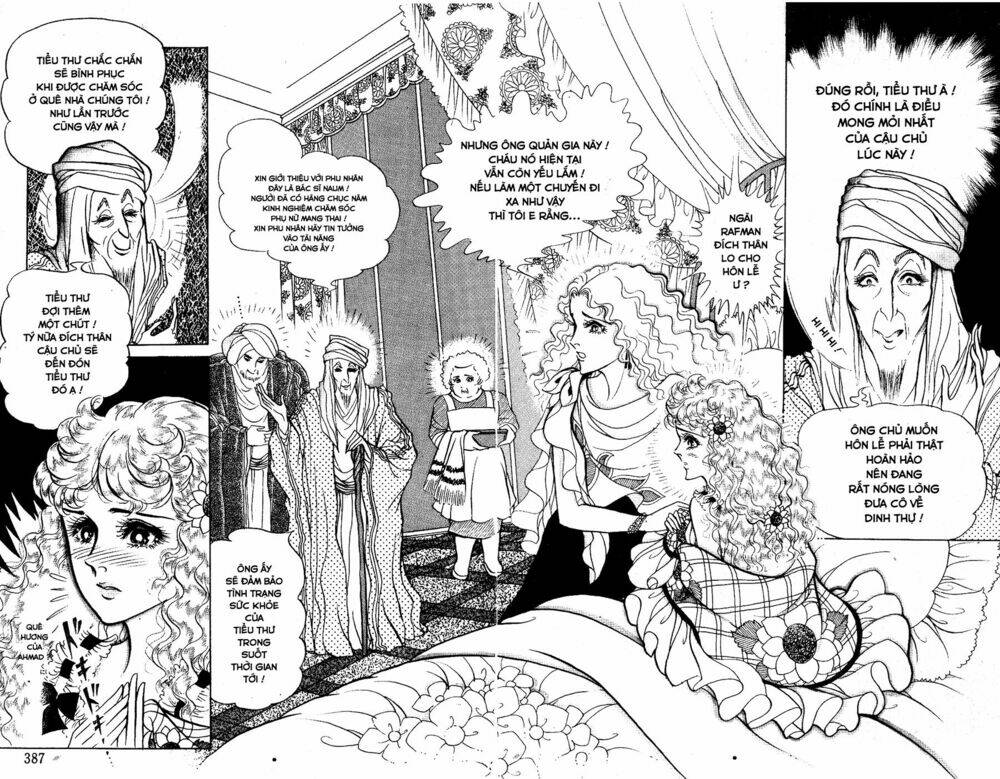 ĐÚNG RỒI, TIỂU THƯ À !
ĐÓ CHÍNH LÀ ĐIỀU
MONG MỎI NHẤT
CỦA CẬU CHỦ
LÚC NÀY !
HI HI HI !
ÔNG CHỦ MUỐN
HÔN LỄ PHẢI THẬT
HOÀN HẢO
NÊN ĐANG
RẤT NÓNG LÒNG
ĐƯA CÔ VỀ
DINH THỰ !
NGÀI
RAFMAN
ĐÍCH THÂN
LO CHO
HÔN LỄ
Ư ?
NHƯNG ÔNG QUẢN GIA NÀY !
CHÁU NÓ HIỆN TẠI
VẪN CÒN YẾU LẮM !
NẾU LÀM MỘT CHUYẾN ĐI
XA NHƯ VẬY
THÌ TÔI E RẰNG...
XIN GIỚI THIỆU VỚI PHU NHÂN
ĐÂY LÀ BÁC SĨ NAUM !
NGƯỜI ĐÃ CÓ HÀNG CHỤC NĂM
KINH NGHIỆM CHĂM SÓC
PHỤ NỮ MANG THAI !
XIN PHU NHÂN HÃY TIN TƯỞNG
VÀO TÀI NĂNG
CỦA ÔNG ẤY !
ÔNG ẤY
SẼ ĐẢM BẢO
TÌNH TRẠNG
SỨC KHỎE
CỦA
TIỂU THƯ
TRONG
SUỐT
THỜI GIAN
TỚI !
TIỂU THƯ CHẮC CHẮN
SẼ BÌNH PHỤC
KHI ĐƯỢC CHĂM SÓC
Ở QUÊ NHÀ CHÚNG TÔI !
NHƯ LẦN TRƯỚC
CŨNG VẬY MÀ !
TIỂU THƯ
ĐỢI THÊM
MỘT CHÚT !
TÝ NỮA ĐÍCH THÂN
CẬU CHỦ SẼ
ĐẾN ĐÓN
TIỂU THƯ
ĐÓ Ạ !
QUÊ
HƯƠNG
CỦA
AHMAD
ドキ
ドキ
387